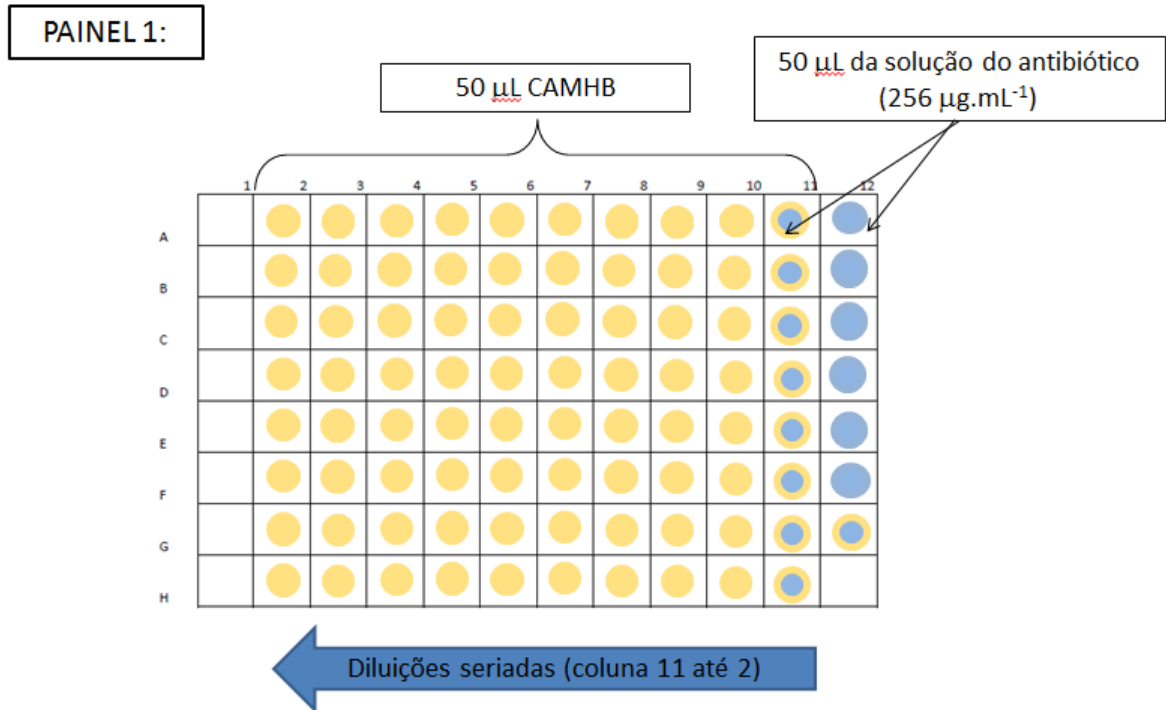 PAINEL 1:
50 µL CAMHB
50 µL da solução do antibiótico
(256 µg.mL⁻¹)
1 2 3 4 5 6 7 8 9 10 11 12
A
B
C
D
E
F
G
H
Diluições seriadas (coluna 11 até 2)